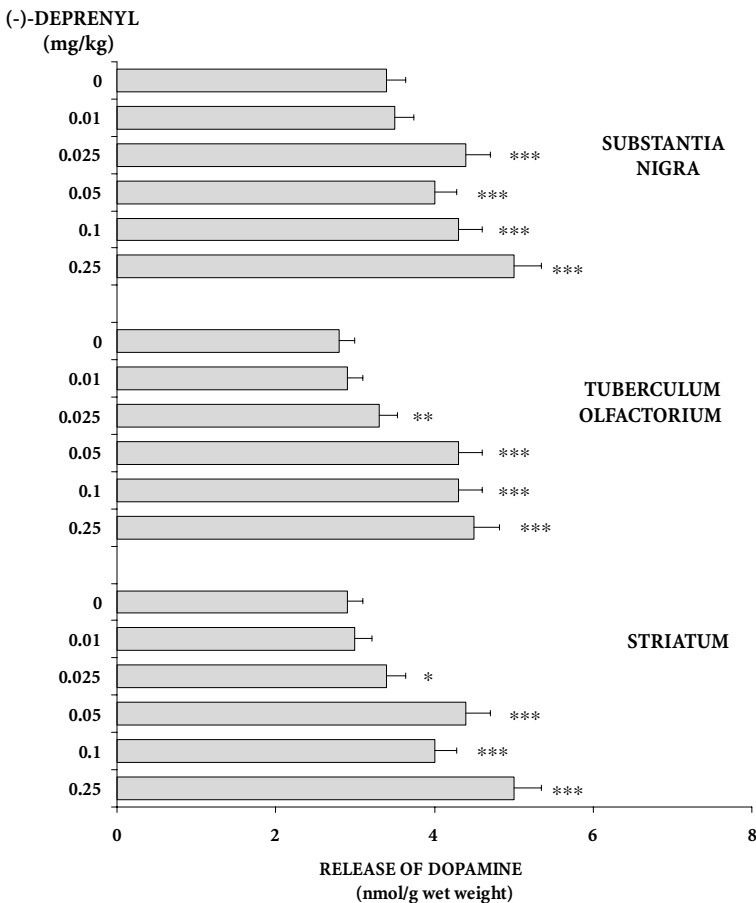 (-)-DEPRENYL
(mg/kg)
0
0.01
0.025 ***
0.05 ***
0.1 ***
0.25 ***
SUBSTANTIA
NIGRA
0
0.01
0.025 **
0.05 ***
0.1 ***
0.25 ***
TUBERCULUM
OLFACTORIUM
0
0.01
0.025 *
0.05 ***
0.1 ***
0.25 ***
STRIATUM
0 2 4 6 8
RELEASE OF DOPAMINE
(nmol/g wet weight)